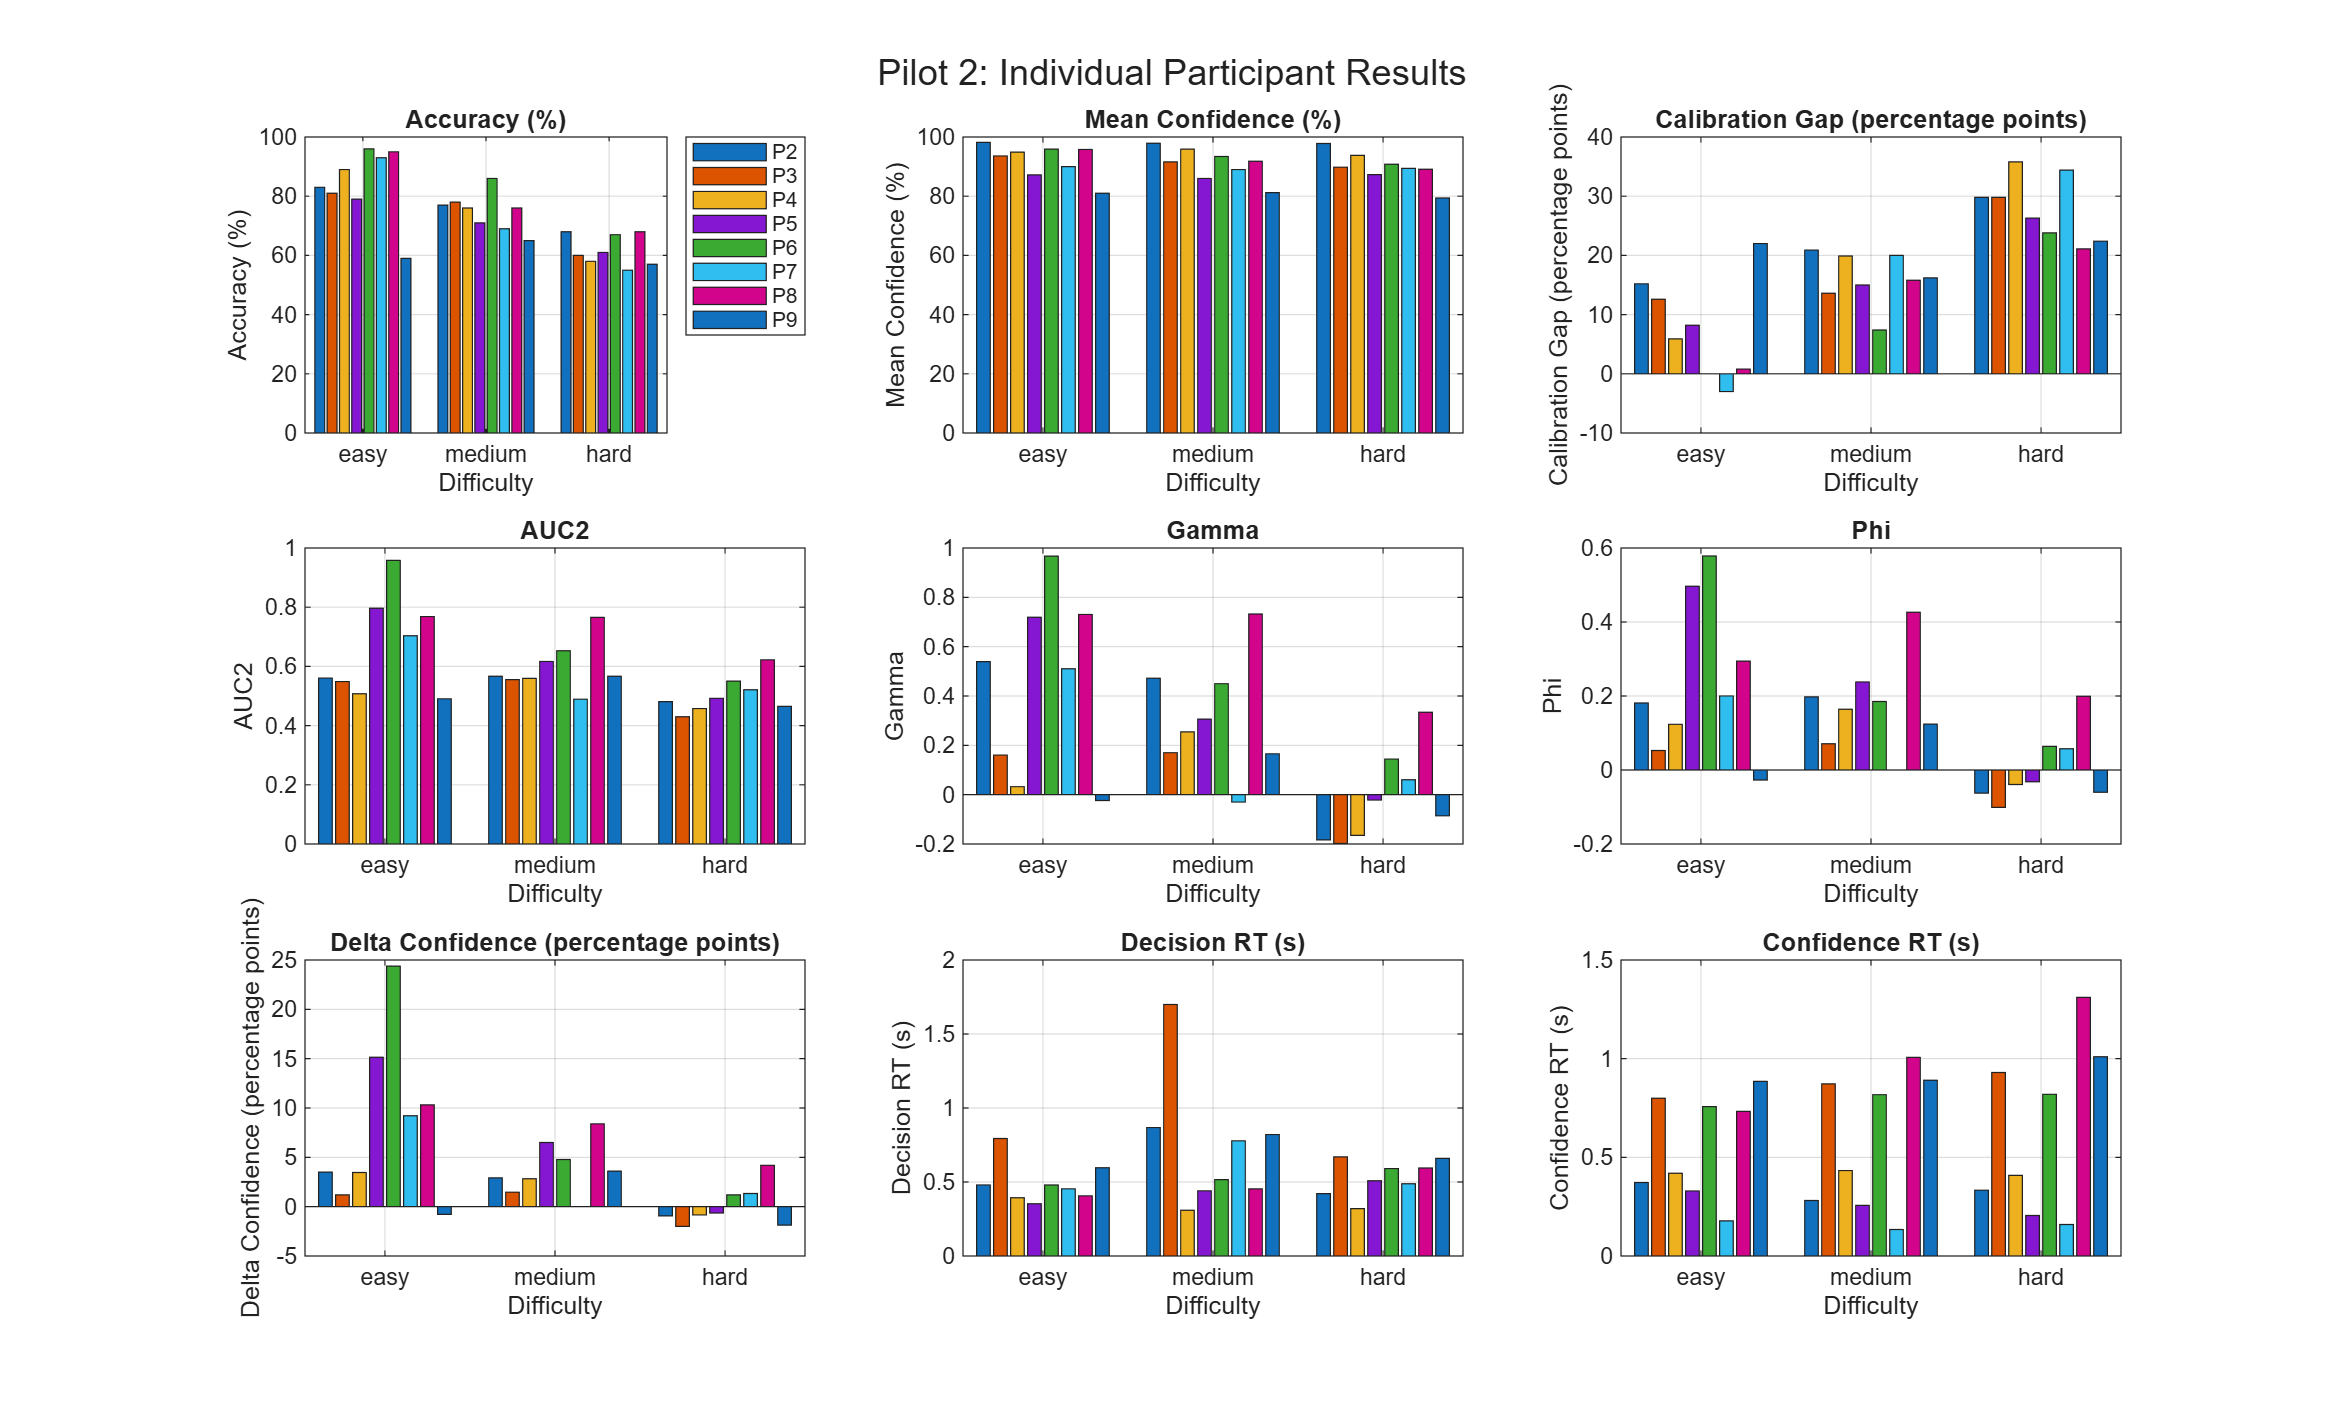 Pilot 2: Individual Participant Results
Accuracy (%)
Accuracy (%)
100
80
60
40
20
0
easy
medium
hard
Difficulty
P2
P3
P4
P5
P6
P7
P8
P9
Mean Confidence (%)
Mean Confidence (%)
100
80
60
40
20
0
easy
medium
hard
Difficulty
Calibration Gap (percentage points)
Calibration Gap (percentage points)
40
30
20
10
0
-10
easy
medium
hard
Difficulty
AUC2
AUC2
1
0.8
0.6
0.4
0.2
0
easy
medium
hard
Difficulty
Gamma
Gamma
1
0.8
0.6
0.4
0.2
0
-0.2
easy
medium
hard
Difficulty
Phi
Phi
0.6
0.4
0.2
0
-0.2
easy
medium
hard
Difficulty
Delta Confidence (percentage points)
Delta Confidence (percentage points)
25
20
15
10
5
0
-5
easy
medium
hard
Difficulty
Decision RT (s)
Decision RT (s)
2
1.5
1
0.5
0
easy
medium
hard
Difficulty
Confidence RT (s)
Confidence RT (s)
1.5
1
0.5
0
easy
medium
hard
Difficulty